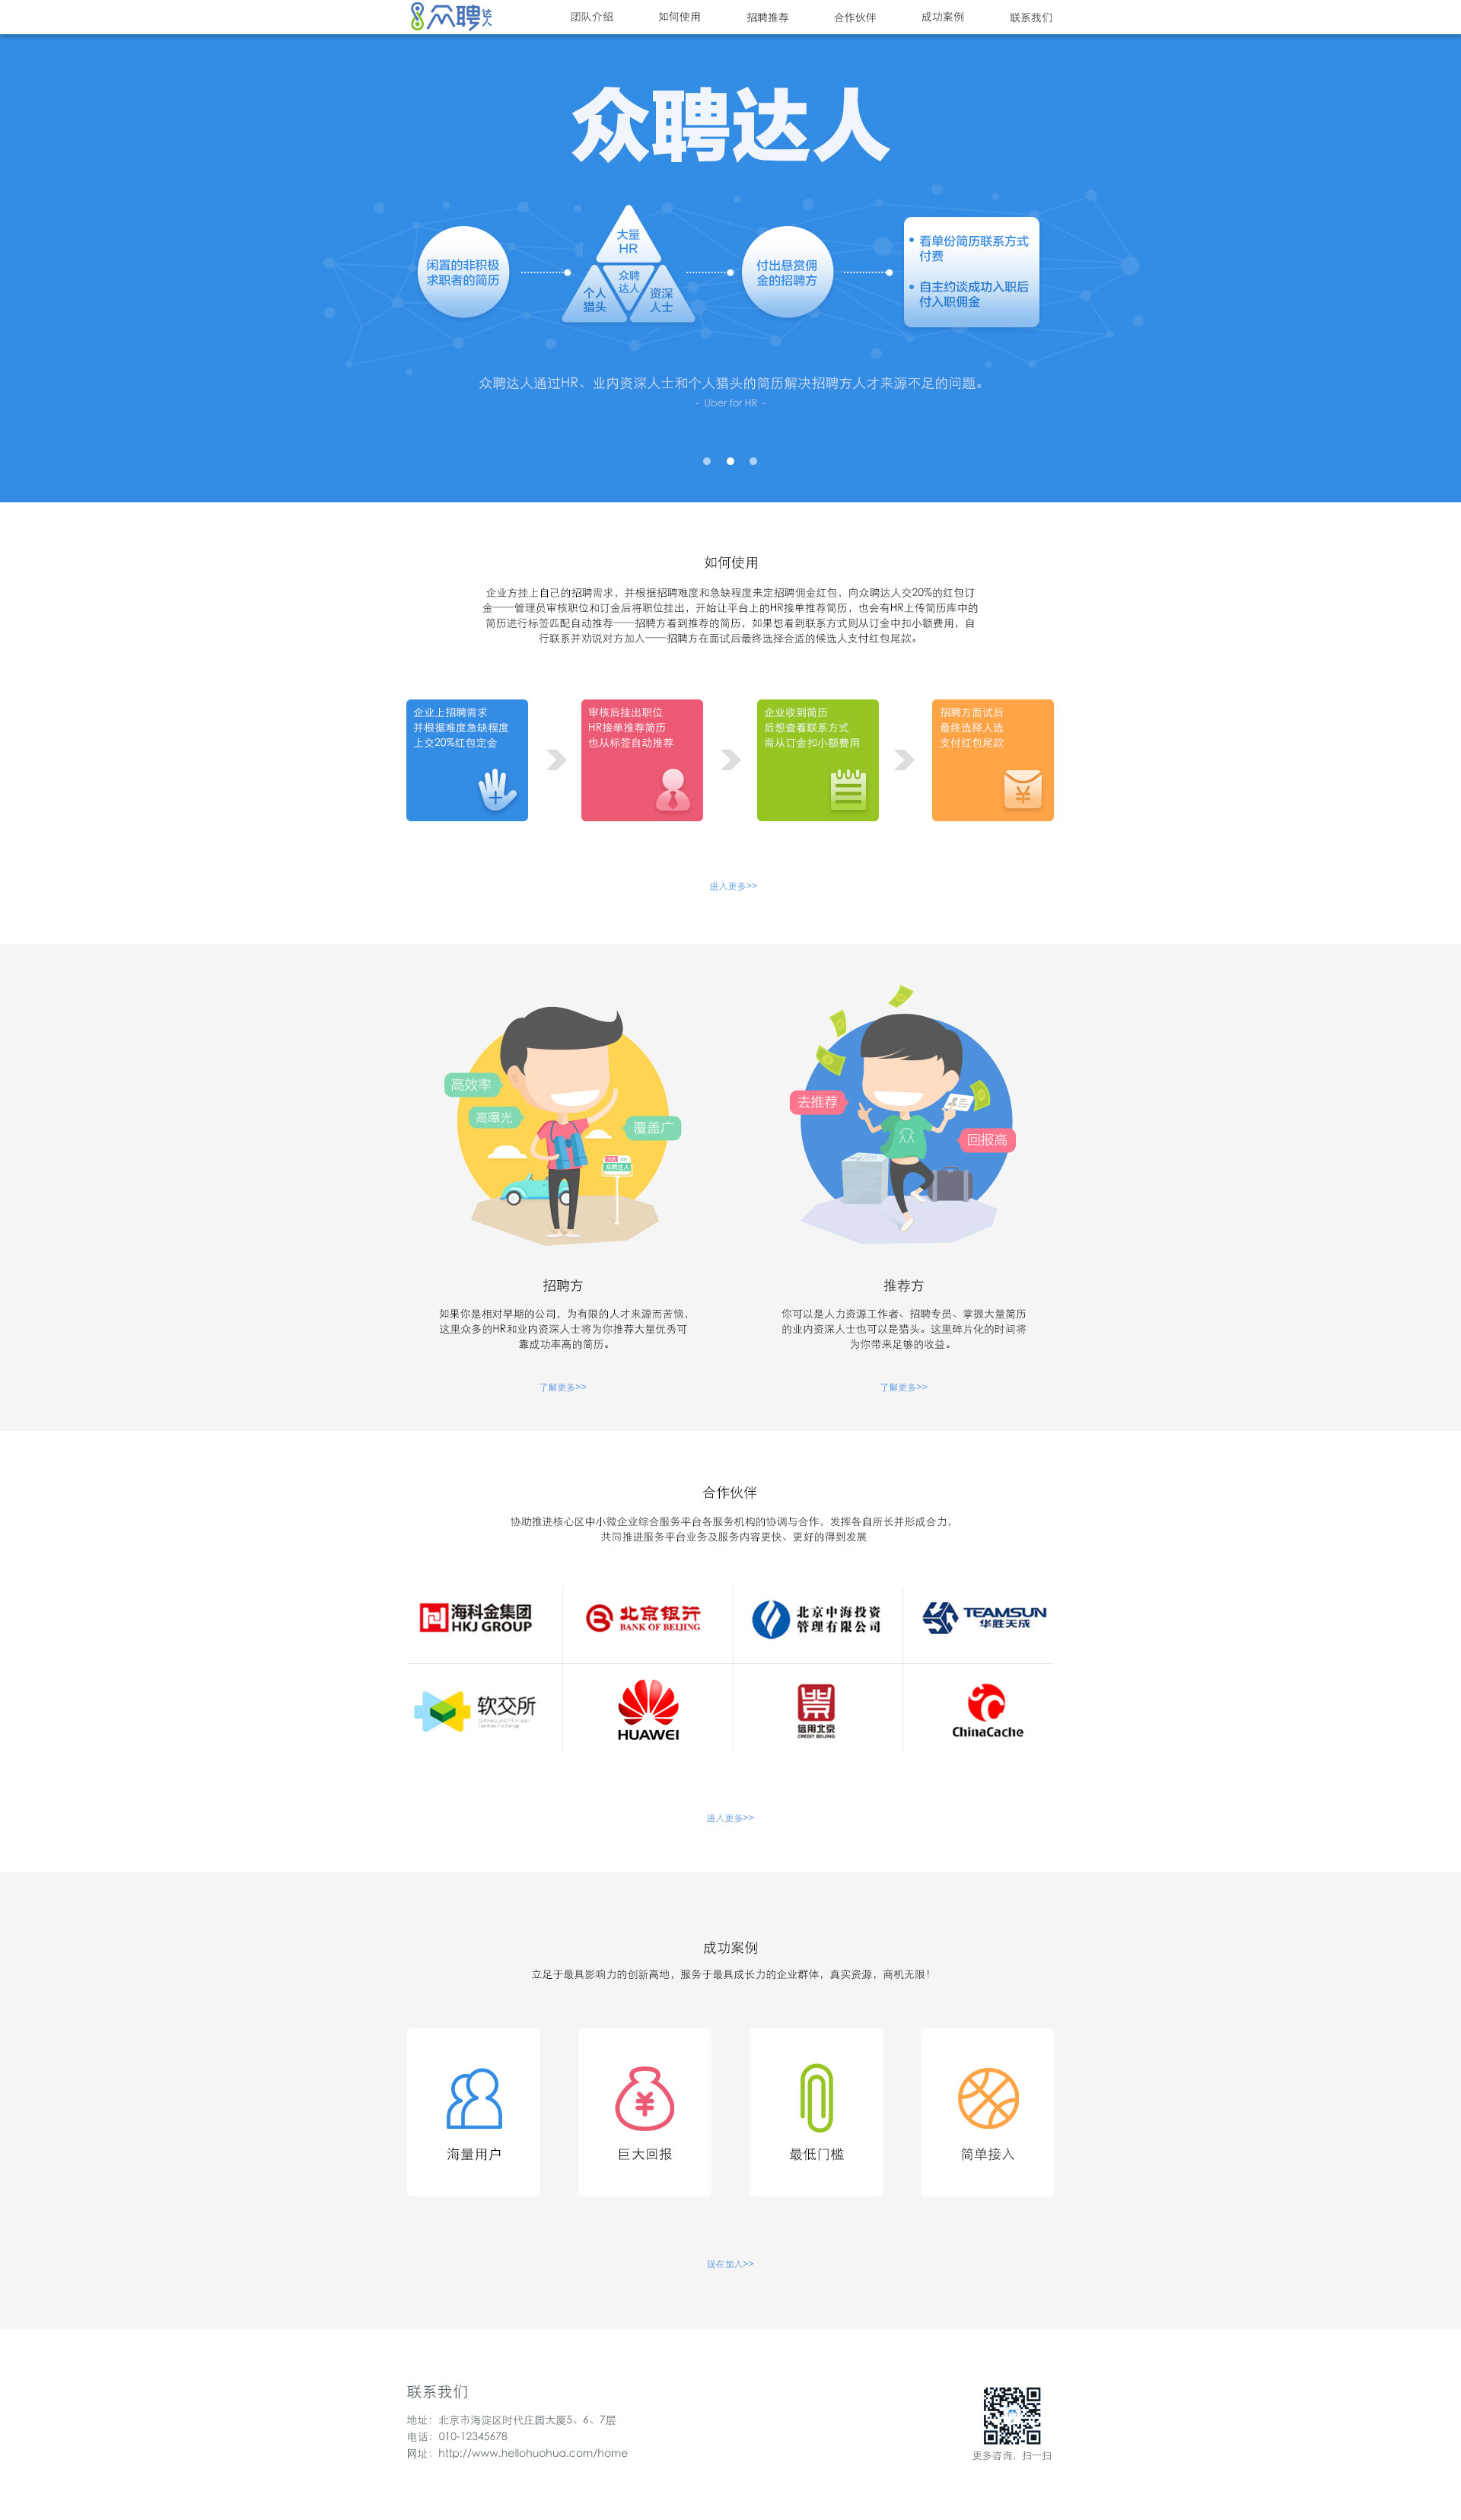 众聘达人
团队介绍
如何使用
招聘推荐
合作伙伴
成功案例
联系我们
众聘达人
闲置的非积极
求职者的简历
大量
HR
众聘
达人
个人
猎头
资深
人士
付出悬赏佣
金的招聘方
• 看单份简历联系方式
付费
• 自主约谈成功入职后
付入职佣金
众聘达人通过HR、业内资深人士和个人猎头的简历解决招聘方人才来源不足的问题。
- Uber for HR -
如何使用
企业方挂上自己的招聘需求，并根据招聘难度和急缺程度来定招聘佣金红包，向众聘达人交20%的红包订
金——管理员审核职位和订金后将职位挂出，开始让平台上的HR接单推荐简历，也会有HR上传简历库中的
简历进行标签匹配自动推荐——招聘方看到推荐的简历，如果想看到联系方式则从订金中扣小额费用，自
行联系并劝说对方加入——招聘方在面试后最终选择合适的候选人支付红包尾款。
企业上招聘需求
并根据难度急缺程度
上交20%红包定金
审核后挂出职位
HR接单推荐简历
也从标签自动推荐
企业收到简历
后想查看联系方式
需从订金扣小额费用
招聘方面试后
最终选择人选
支付红包尾款
进入更多>>
高效率
高曝光
覆盖广
众聘达人
去推荐
回报高
招聘方
如果你是相对早期的公司，为有限的人才来源而苦恼，
这里众多的HR和业内资深人士将为你推荐大量优秀可
靠成功率高的简历。
了解更多>>
推荐方
你可以是人力资源工作者、招聘专员、掌握大量简历
的业内资深人士也可以是猎头。这里碎片化的时间将
为你带来足够的收益。
了解更多>>
合作伙伴
协助推进核心区中小微企业综合服务平台各服务机构的协调与合作，发挥各自所长并形成合力，
共同推进服务平台业务及服务内容更快、更好的得到发展
海科金集团
HKJ GROUP
北京银行
BANK OF BEIJING
北京中海投资
管理有限公司
TEAMSUN
华胜天成
软交所
HUAWEI
信用北京
CREDIT BEIJING
ChinaCache
进入更多>>
成功案例
立足于最具影响力的创新高地，服务于最具成长力的企业群体，真实资源，商机无限！
海量用户
巨大回报
最低门槛
简单接入
现在加入>>
联系我们
地址：北京市海淀区时代庄园大厦5、6、7层
电话：010-12345678
网址：http://www.hellohuohua.com/home
更多咨询，扫一扫